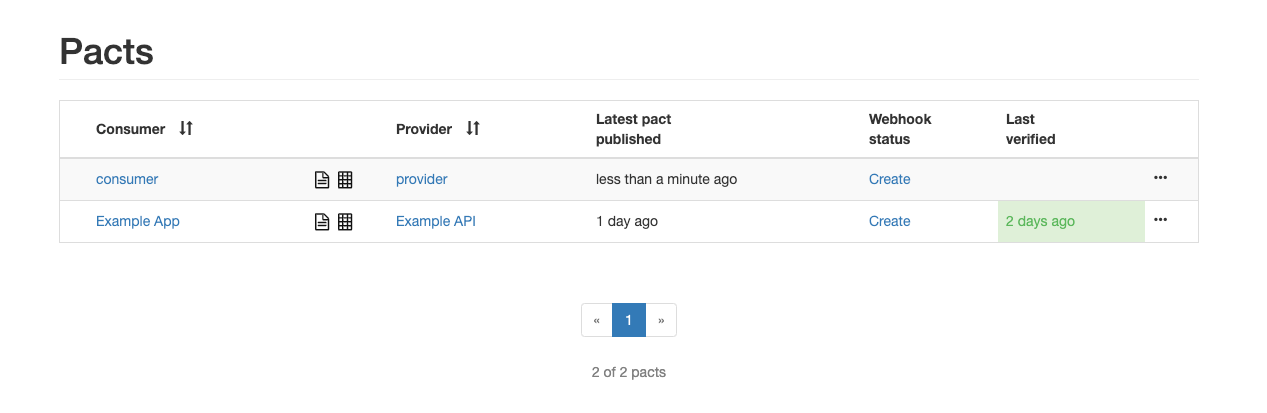 Pacts
Consumer Provider Latest pact published Webhook status Last verified
consumer provider less than a minute ago Create ...
Example App Example API 1 day ago Create 2 days ago ...
« 1 »
2 of 2 pacts